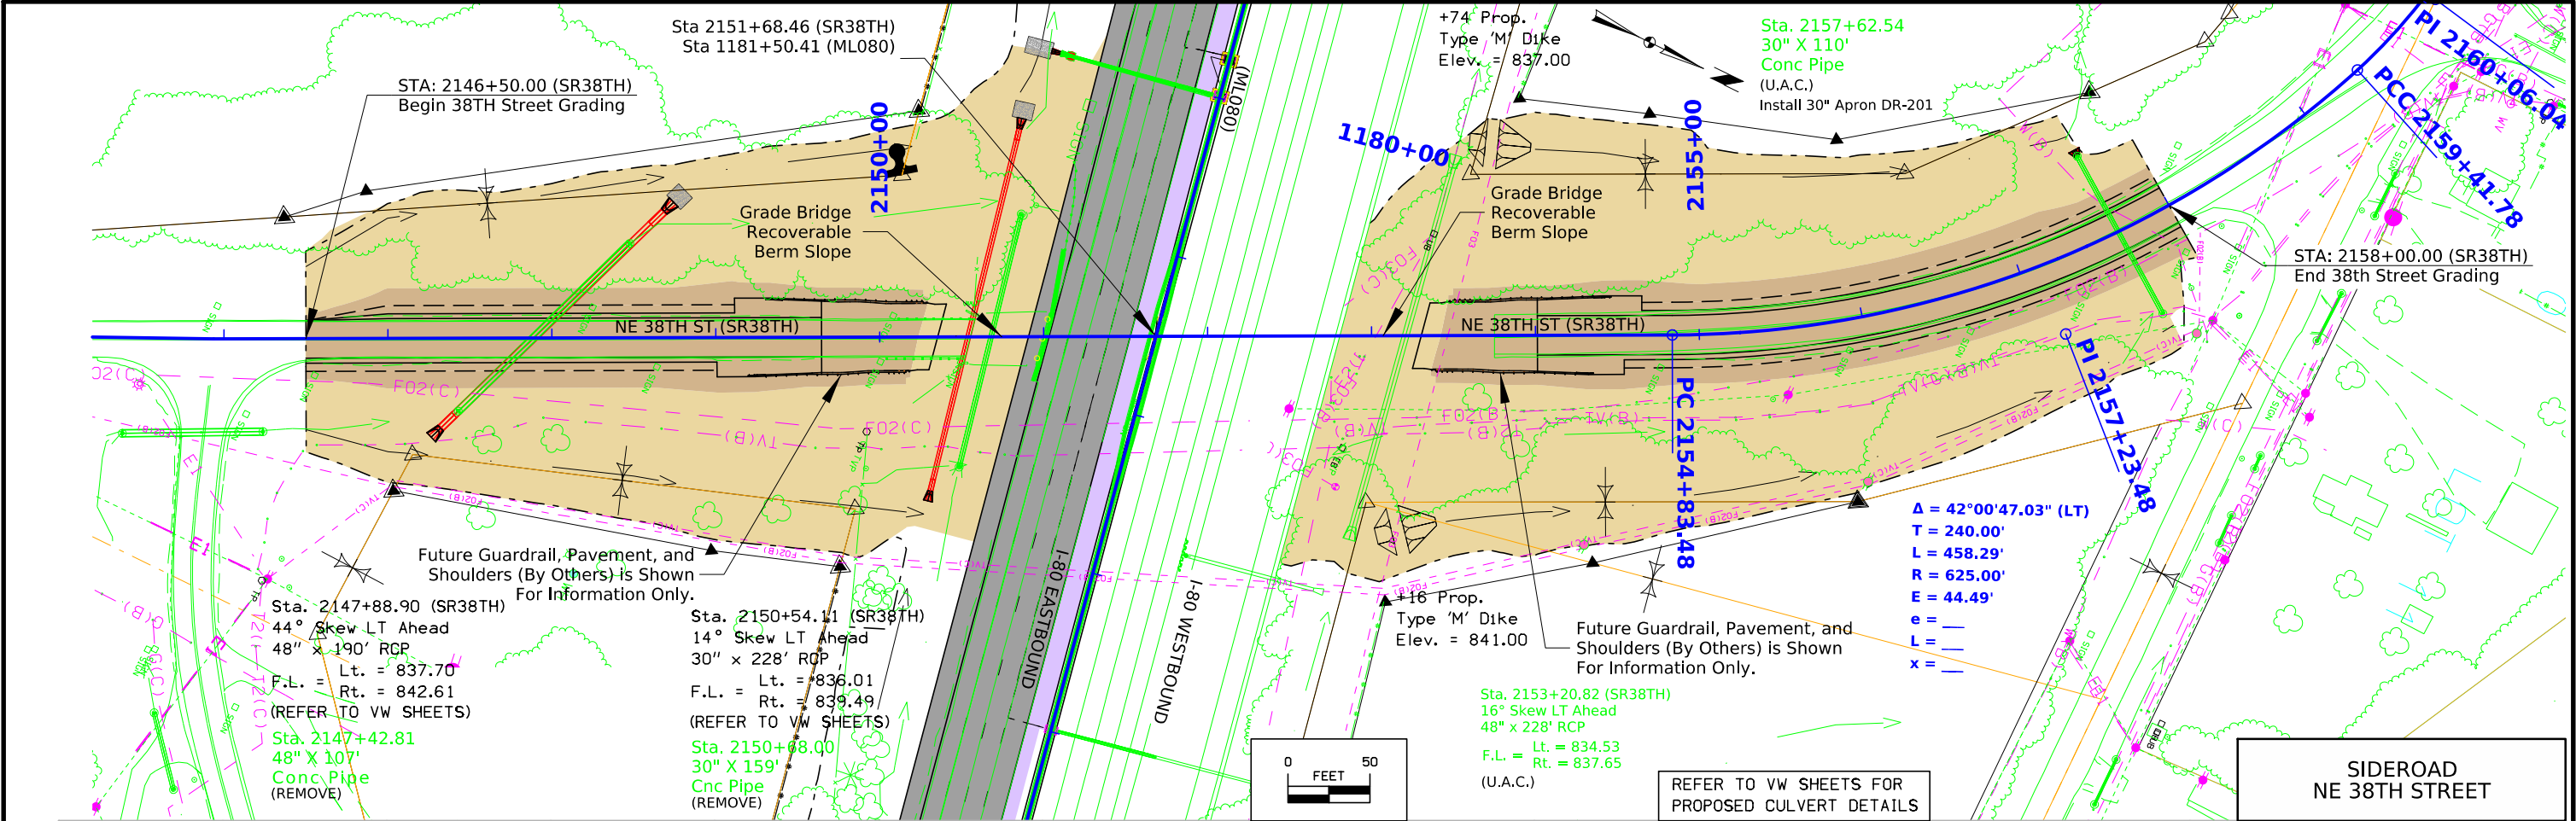 Sta 2151+68.46 (SR38TH)
Sta 1181+50.41 (ML080)
STA: 2146+50.00 (SR38TH)
Begin 38TH Street Grading
2150+00
Grade Bridge
Recoverable
Berm Slope
NE 38TH ST (SR38TH)
(ML080)
1180+00
+74 Prop.
Type 'M' Dike
Elev. = 837.00
Sta. 2157+62.54
30" X 110'
Conc Pipe
(U.A.C.)
Install 30" Apron DR-201
2155+00
Grade Bridge
Recoverable
Berm Slope
NE 38TH ST (SR38TH)
PI 2160+06.04
PCC 2159+41.78
STA: 2158+00.00 (SR38TH)
End 38th Street Grading
PC 2154+83.48
PI 2157+23.48
Δ = 42°00'47.03" (LT)
T = 240.00'
L = 458.29'
R = 625.00'
E = 44.49'
e = __
L = __
x = __
F02(C)
F02(C)
TV(B)
F02(B)
TV(B)
Future Guardrail, Pavement, and
Shoulders (By Others) is Shown
For Information Only.
Sta. 2147+88.90 (SR38TH)
44° Skew LT Ahead
48" x 190' RCP
F.L. =
Lt. = 837.70
Rt. = 842.61
(REFER TO VW SHEETS)
Sta. 2147+42.81
48" X 107'
Conc Pipe
(REMOVE)
Sta. 2150+54.11 (SR38TH)
14° Skew LT Ahead
30" x 228' RCP
F.L. =
Lt. = 836.01
Rt. = 839.49
(REFER TO VW SHEETS)
Sta. 2150+68.00
30" X 159'
Cnc Pipe
(REMOVE)
I-80 EASTBOUND
I-80 WESTBOUND
+16 Prop.
Type 'M' Dike
Elev. = 841.00
Future Guardrail, Pavement, and
Shoulders (By Others) is Shown
For Information Only.
Sta. 2153+20.82 (SR38TH)
16° Skew LT Ahead
48" x 228' RCP
F.L. =
Lt. = 834.53
Rt. = 837.65
(U.A.C.)
0 50
FEET
REFER TO VW SHEETS FOR
PROPOSED CULVERT DETAILS
SIDEROAD
NE 38TH STREET